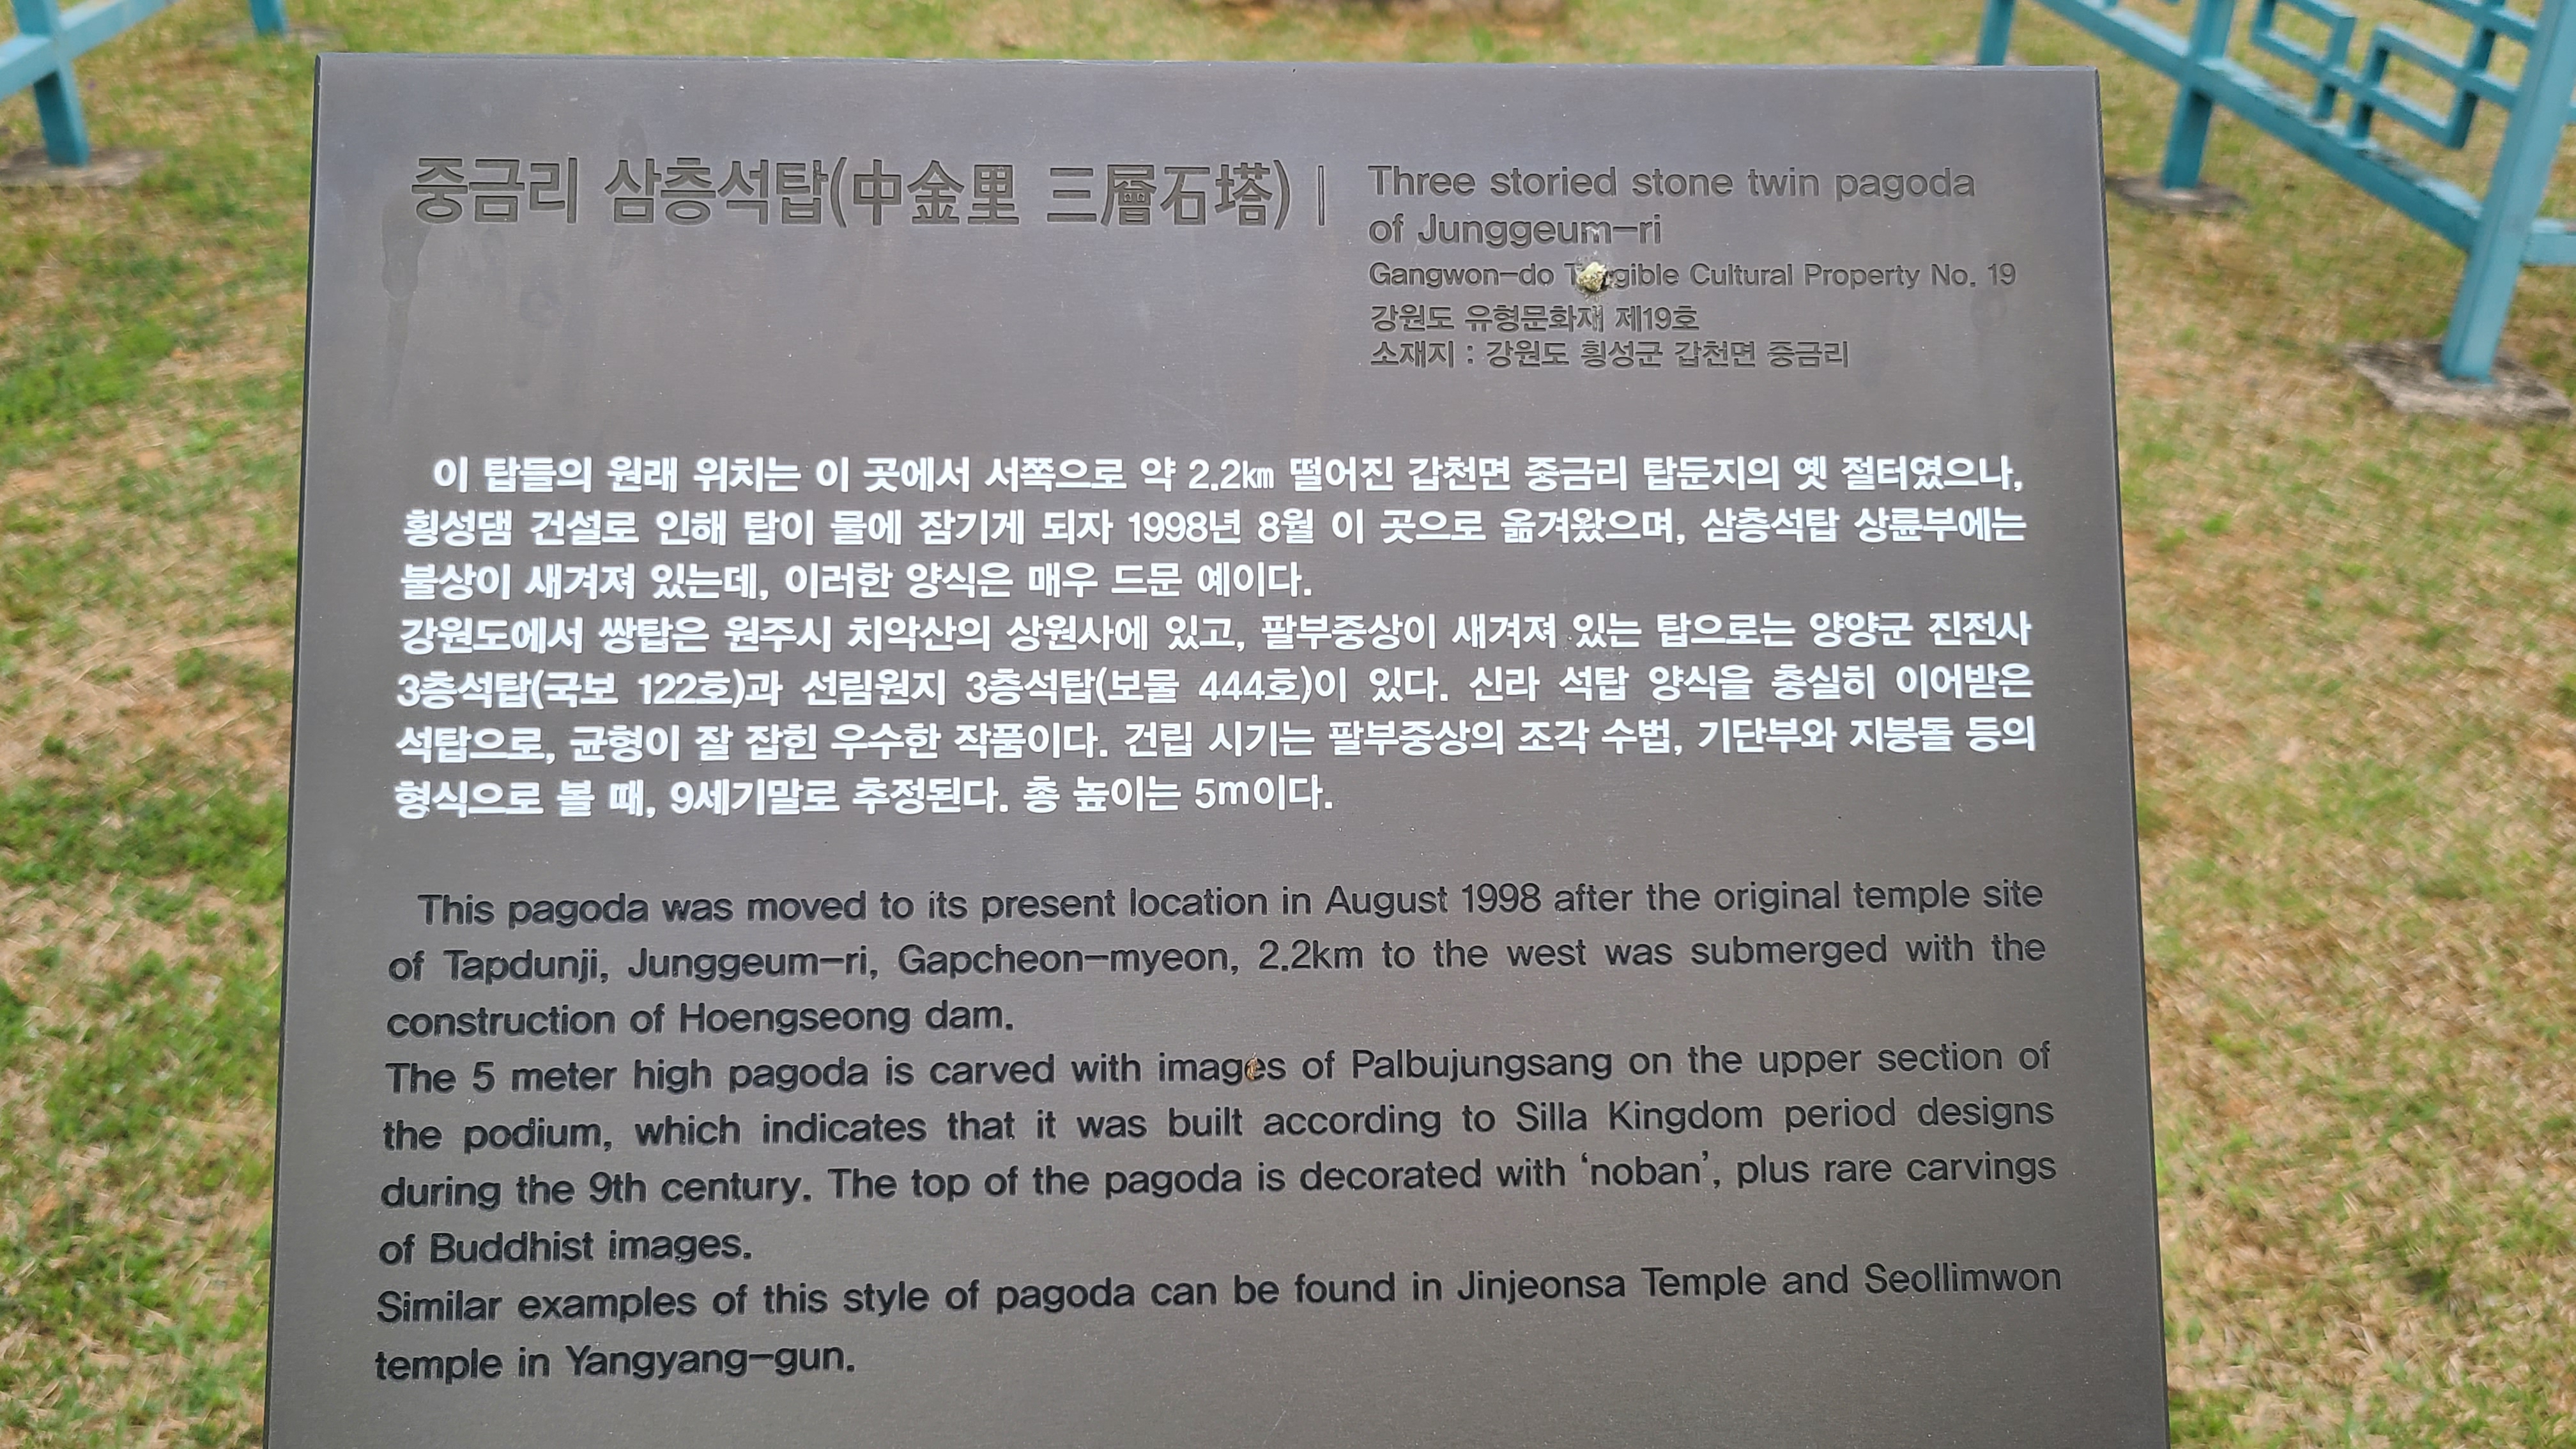 중금리 삼층석탑(中金里 三層石塔) | Three storied stone twin pagoda
of Junggeum-ri
Gangwon-do Tangible Cultural Property No. 19
강원도 유형문화재 제19호
소재지 : 강원도 횡성군 갑천면 중금리
이 탑들의 원래 위치는 이 곳에서 서쪽으로 약 2.2㎞ 떨어진 갑천면 중금리 탑둔지의 옛 절터였으나,
횡성댐 건설로 인해 탑이 물에 잠기게 되자 1998년 8월 이 곳으로 옮겨왔으며, 삼층석탑 상륜부에는
불상이 새겨져 있는데, 이러한 양식은 매우 드문 예이다.
강원도에서 쌍탑은 원주시 치악산의 상원사에 있고, 팔부중상이 새겨져 있는 탑으로는 양양군 진전사
3층석탑(국보 122호)과 선림원지 3층석탑(보물 444호)이 있다. 신라 석탑 양식을 충실히 이어받은
석탑으로, 균형이 잘 잡힌 우수한 작품이다. 건립 시기는 팔부중상의 조각 수법, 기단부와 지붕돌 등의
형식으로 볼 때, 9세기말로 추정된다. 총 높이는 5m이다.
This pagoda was moved to its present location in August 1998 after the original temple site
of Tapdunji, Junggeum-ri, Gapcheon-myeon, 2.2km to the west was submerged with the
construction of Hoengseong dam.
The 5 meter high pagoda is carved with images of Palbujungsang on the upper section of
the podium, which indicates that it was built according to Silla Kingdom period designs
during the 9th century. The top of the pagoda is decorated with ‘noban’, plus rare carvings
of Buddhist images.
Similar examples of this style of pagoda can be found in Jinjeonsa Temple and Seollimwon
temple in Yangyang-gun.